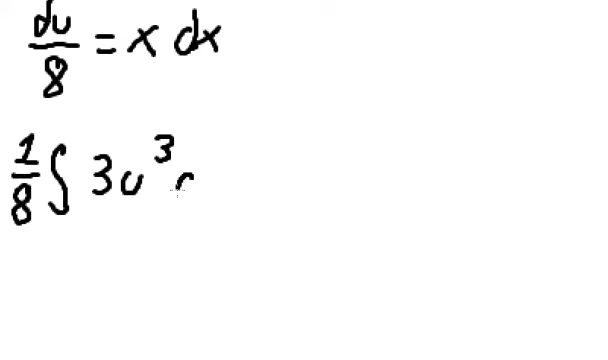 du/8 = x dx
1/8 ∫ 3u³